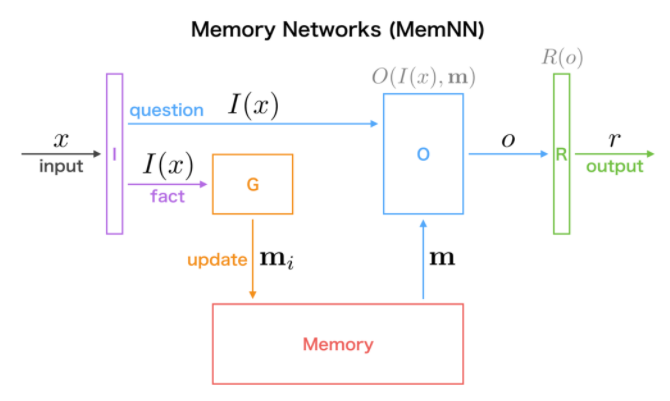 Memory Networks (MemNN)
R(o)
O(I(x), m)
question I(x)
x
input
I
I(x)
fact
G
O
o
R
r
output
update m_i
m
Memory